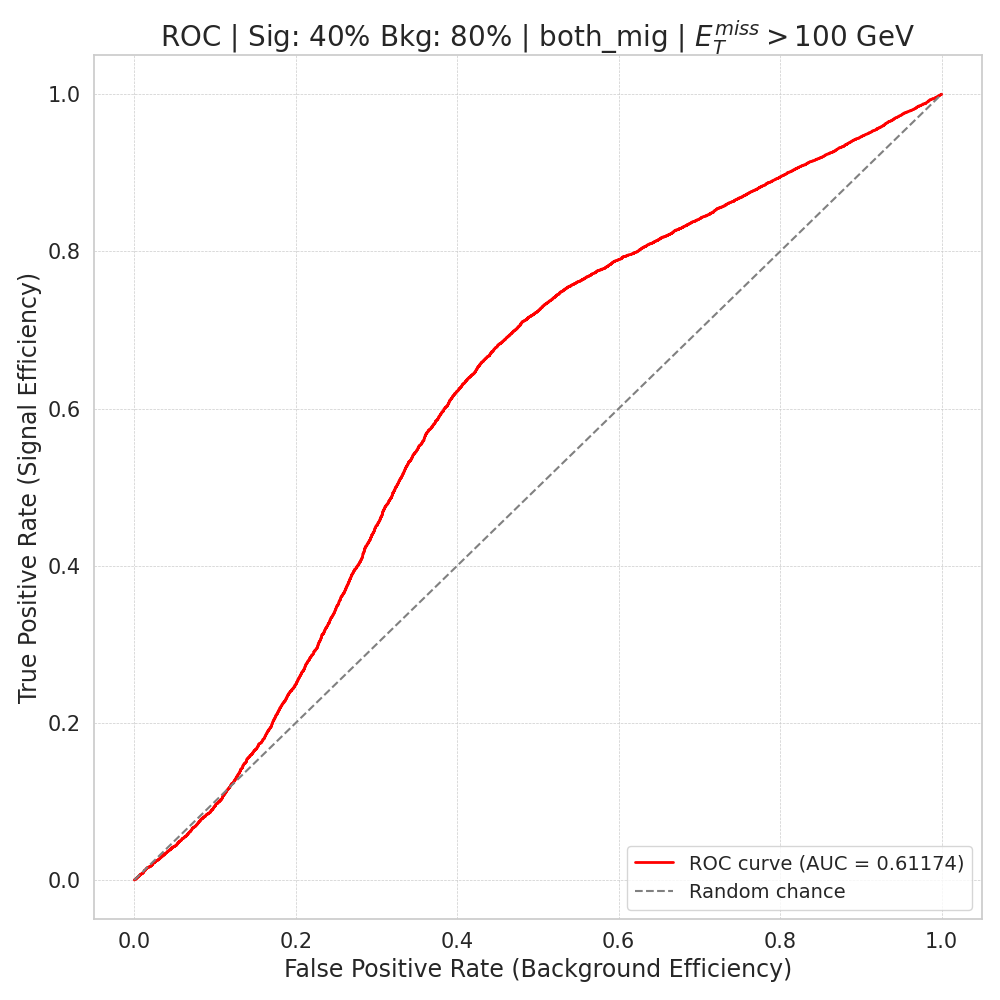 ROC | Sig: 40% Bkg: 80% | both_mig | $E_T^{miss} > 100$ GeV
1.0
0.8
0.6
0.4
0.2
0.0
True Positive Rate (Signal Efficiency)
ROC curve (AUC = 0.61174)
Random chance
0.0 0.2 0.4 0.6 0.8 1.0
False Positive Rate (Background Efficiency)